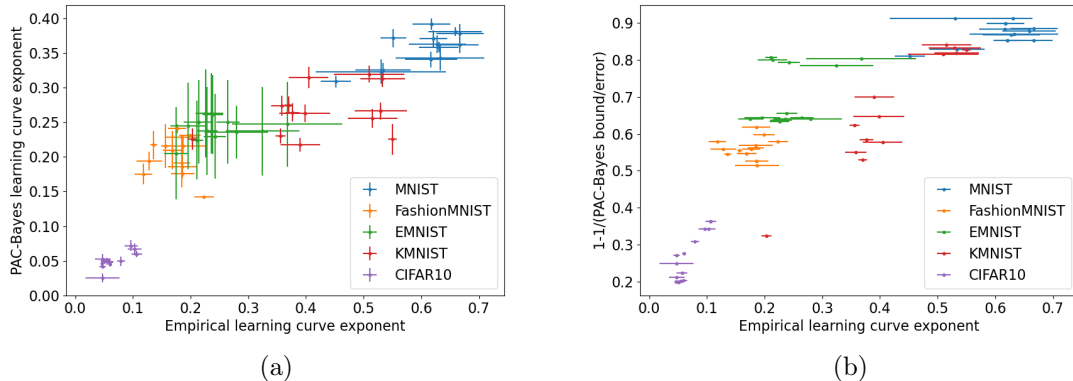 PAC-Bayes learning curve exponent
0.40
0.35
0.30
0.25
0.20
0.15
0.10
0.05
0.00
0.0 0.1 0.2 0.3 0.4 0.5 0.6 0.7
Empirical learning curve exponent
MNIST
FashionMNIST
EMNIST
KMNIST
CIFAR10
(a)
1-1/(PAC-Bayes bound/error)
0.9
0.8
0.7
0.6
0.5
0.4
0.3
0.2
0.0 0.1 0.2 0.3 0.4 0.5 0.6 0.7
Empirical learning curve exponent
MNIST
FashionMNIST
EMNIST
KMNIST
CIFAR10
(b)